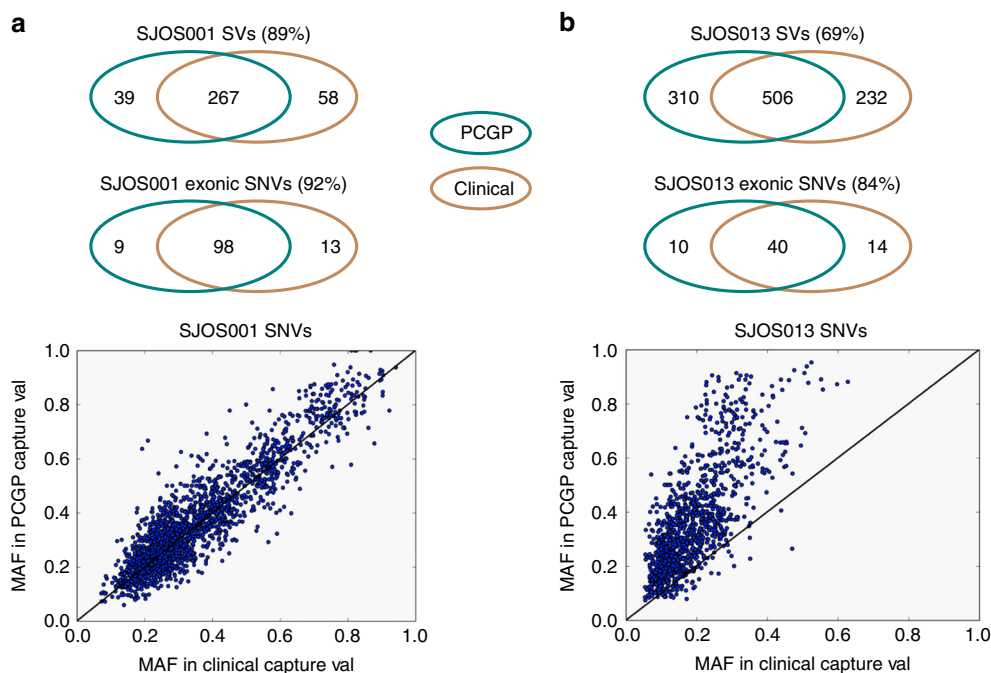 a
SJOS001 SVs (89%)
39 267 58
SJOS001 exonic SNVs (92%)
9 98 13
PCGP
Clinical
b
SJOS013 SVs (69%)
310 506 232
SJOS013 exonic SNVs (84%)
10 40 14
SJOS001 SNVs
MAF in PCGP capture val
1.0
0.8
0.6
0.4
0.2
0.0
0.0 0.2 0.4 0.6 0.8 1.0
MAF in clinical capture val
SJOS013 SNVs
MAF in PCGP capture val
1.0
0.8
0.6
0.4
0.2
0.0
0.0 0.2 0.4 0.6 0.8 1.0
MAF in clinical capture val